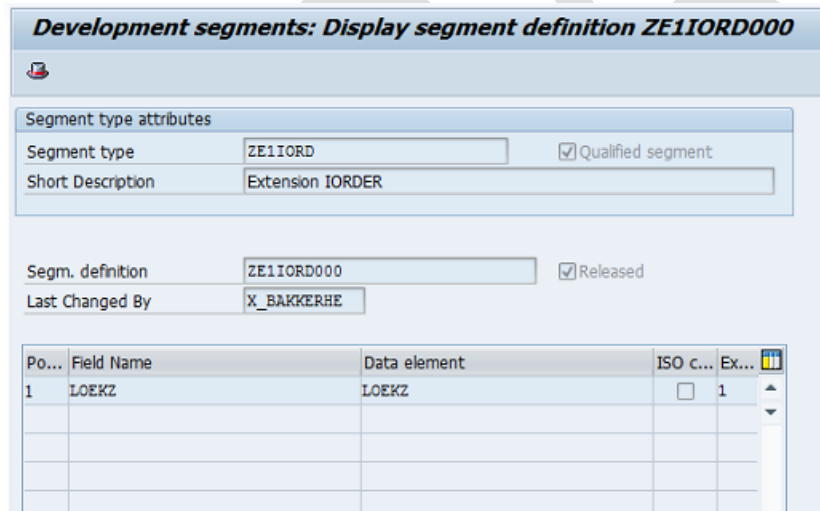 Development segments: Display segment definition ZE1IORD000
Segment type attributes
Segment type ZE1IORD Qualified segment
Short Description Extension IORDER
Segm. definition ZE1IORD000 Released
Last Changed By X_BAKKERHE
Po... Field Name Data element ISO c... Ex...
1 LOEKZ LOEKZ 1